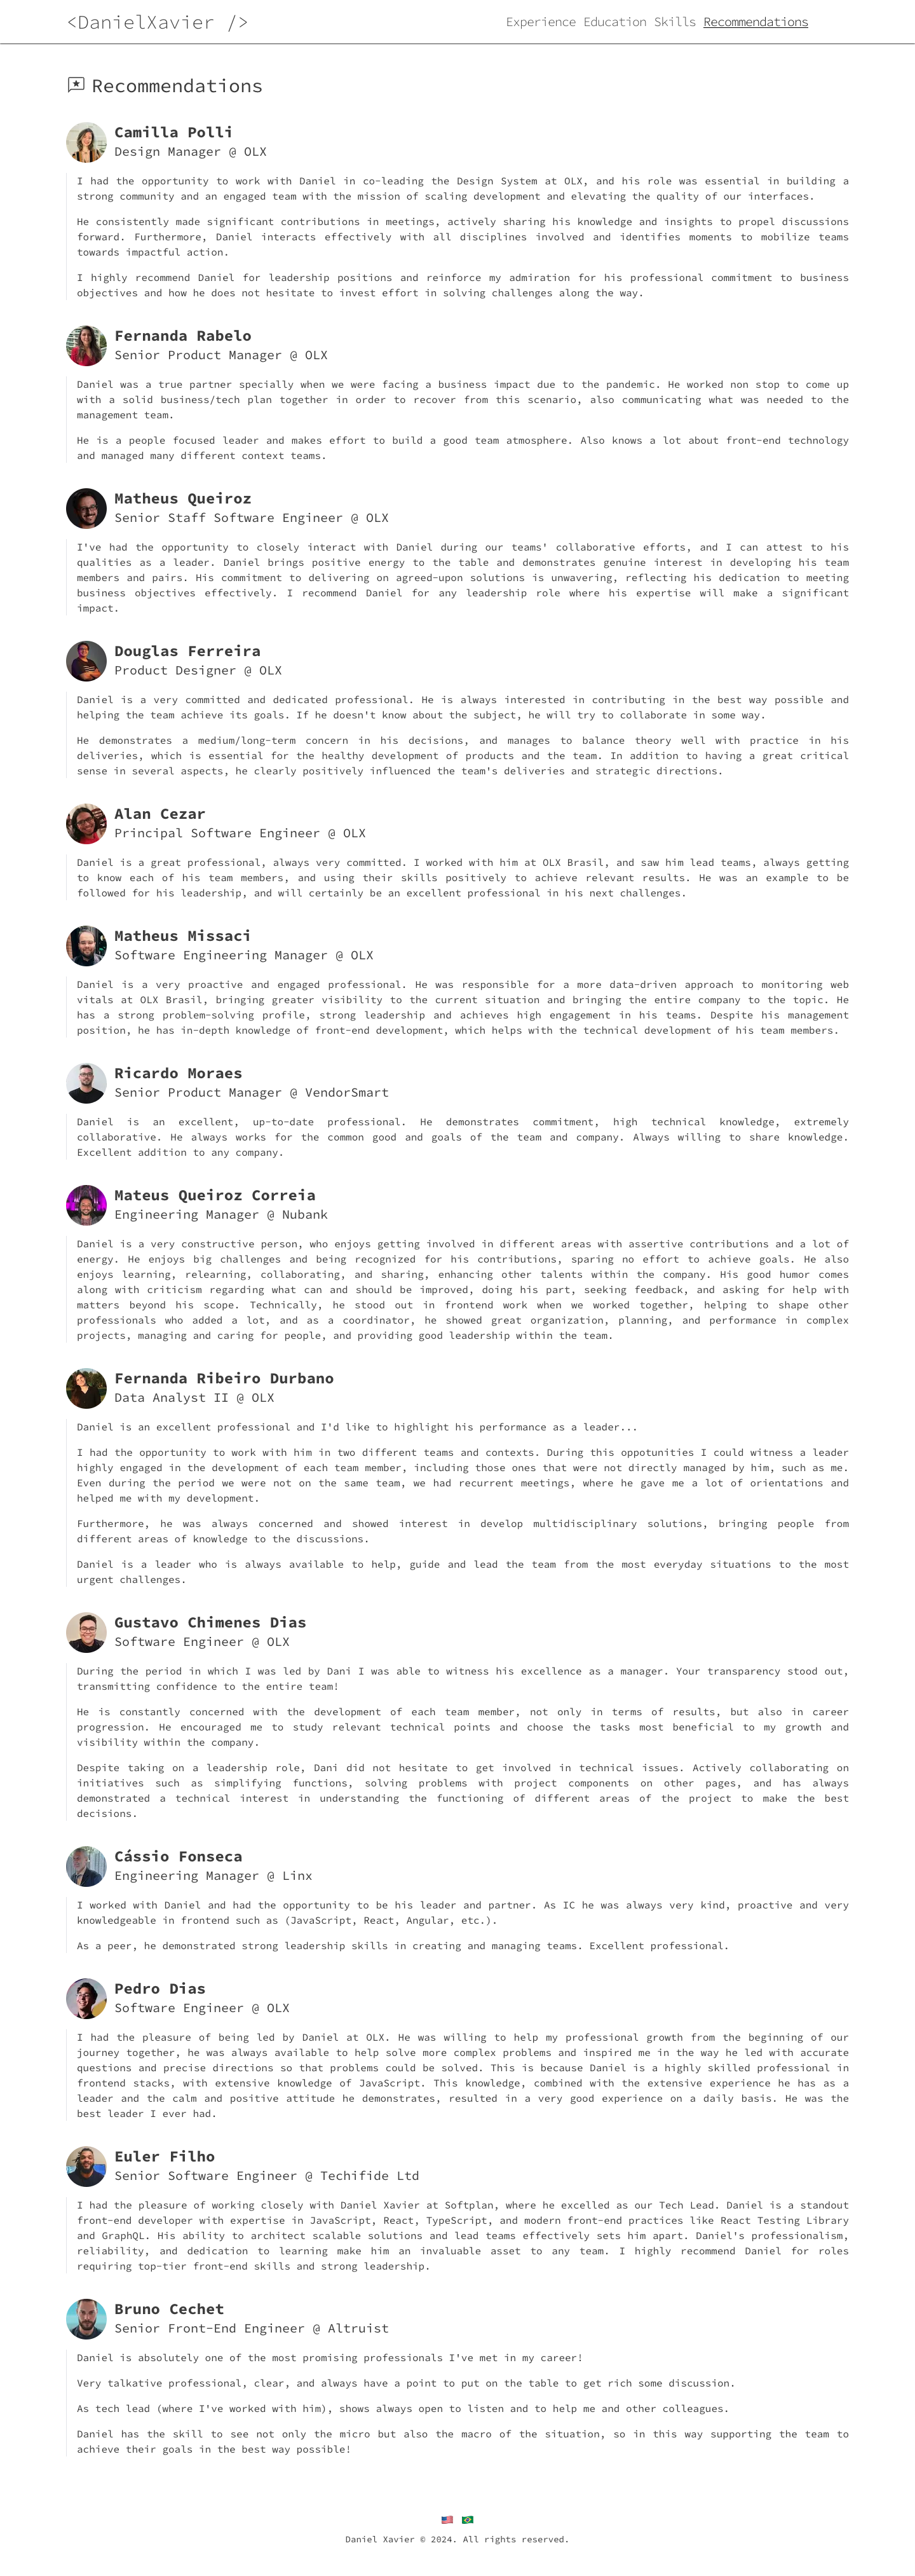 <DanielXavier />
Experience Education Skills Recommendations
Recommendations
Camilla Polli
Design Manager @ OLX
I had the opportunity to work with Daniel in co-leading the Design System at OLX, and his role was essential in building a
strong community and an engaged team with the mission of scaling development and elevating the quality of our interfaces.
He consistently made significant contributions in meetings, actively sharing his knowledge and insights to propel discussions
forward. Furthermore, Daniel interacts effectively with all disciplines involved and identifies moments to mobilize teams
towards impactful action.
I highly recommend Daniel for leadership positions and reinforce my admiration for his professional commitment to business
objectives and how he does not hesitate to invest effort in solving challenges along the way.
Fernanda Rabelo
Senior Product Manager @ OLX
Daniel was a true partner specially when we were facing a business impact due to the pandemic. He worked non stop to come up
with a solid business/tech plan together in order to recover from this scenario, also communicating what was needed to the
management team.
He is a people focused leader and makes effort to build a good team atmosphere. Also knows a lot about front-end technology
and managed many different context teams.
Matheus Queiroz
Senior Staff Software Engineer @ OLX
I've had the opportunity to closely interact with Daniel during our teams' collaborative efforts, and I can attest to his
qualities as a leader. Daniel brings positive energy to the table and demonstrates genuine interest in developing his team
members and pairs. His commitment to delivering on agreed-upon solutions is unwavering, reflecting his dedication to meeting
business objectives effectively. I recommend Daniel for any leadership role where his expertise will make a significant
impact.
Douglas Ferreira
Product Designer @ OLX
Daniel is a very committed and dedicated professional. He is always interested in contributing in the best way possible and
helping the team achieve its goals. If he doesn't know about the subject, he will try to collaborate in some way.
He demonstrates a medium/long-term concern in his decisions, and manages to balance theory well with practice in his
deliveries, which is essential for the healthy development of products and the team. In addition to having a great critical
sense in several aspects, he clearly positively influenced the team's deliveries and strategic directions.
Alan Cezar
Principal Software Engineer @ OLX
Daniel is a great professional, always very committed. I worked with him at OLX Brasil, and saw him lead teams, always getting
to know each of his team members, and using their skills positively to achieve relevant results. He was an example to be
followed for his leadership, and will certainly be an excellent professional in his next challenges.
Matheus Missaci
Software Engineering Manager @ OLX
Daniel is a very proactive and engaged professional. He was responsible for a more data-driven approach to monitoring web
vitals at OLX Brasil, bringing greater visibility to the current situation and bringing the entire company to the topic. He
has a strong problem-solving profile, strong leadership and achieves high engagement in his teams. Despite his management
position, he has in-depth knowledge of front-end development, which helps with the technical development of his team members.
Ricardo Moraes
Senior Product Manager @ VendorSmart
Daniel is an excellent, up-to-date professional. He demonstrates commitment, high technical knowledge, extremely
collaborative. He always works for the common good and goals of the team and company. Always willing to share knowledge.
Excellent addition to any company.
Mateus Queiroz Correia
Engineering Manager @ Nubank
Daniel is a very constructive person, who enjoys getting involved in different areas with assertive contributions and a lot of
energy. He enjoys big challenges and being recognized for his contributions, sparing no effort to achieve goals. He also
enjoys learning, relearning, collaborating, and sharing, enhancing other talents within the company. His good humor comes
along with criticism regarding what can and should be improved, doing his part, seeking feedback, and asking for help with
matters beyond his scope. Technically, he stood out in frontend work when we worked together, helping to shape other
professionals who added a lot, and as a coordinator, he showed great organization, planning, and performance in complex
projects, managing and caring for people, and providing good leadership within the team.
Fernanda Ribeiro Durbano
Data Analyst II @ OLX
Daniel is an excellent professional and I'd like to highlight his performance as a leader...
I had the opportunity to work with him in two different teams and contexts. During this oppotunities I could witness a leader
highly engaged in the development of each team member, including those ones that were not directly managed by him, such as me.
Even during the period we were not on the same team, we had recurrent meetings, where he gave me a lot of orientations and
helped me with my development.
Furthermore, he was always concerned and showed interest in develop multidisciplinary solutions, bringing people from
different areas of knowledge to the discussions.
Daniel is a leader who is always available to help, guide and lead the team from the most everyday situations to the most
urgent challenges.
Gustavo Chimenes Dias
Software Engineer @ OLX
During the period in which I was led by Dani I was able to witness his excellence as a manager. Your transparency stood out,
transmitting confidence to the entire team!
He is constantly concerned with the development of each team member, not only in terms of results, but also in career
progression. He encouraged me to study relevant technical points and choose the tasks most beneficial to my growth and
visibility within the company.
Despite taking on a leadership role, Dani did not hesitate to get involved in technical issues. Actively collaborating on
initiatives such as simplifying functions, solving problems with project components on other pages, and has always
demonstrated a technical interest in understanding the functioning of different areas of the project to make the best
decisions.
Cássio Fonseca
Engineering Manager @ Linx
I worked with Daniel and had the opportunity to be his leader and partner. As IC he was always very kind, proactive and very
knowledgeable in frontend such as (JavaScript, React, Angular, etc.).
As a peer, he demonstrated strong leadership skills in creating and managing teams. Excellent professional.
Pedro Dias
Software Engineer @ OLX
I had the pleasure of being led by Daniel at OLX. He was willing to help my professional growth from the beginning of our
journey together, he was always available to help solve more complex problems and inspired me in the way he led with accurate
questions and precise directions so that problems could be solved. This is because Daniel is a highly skilled professional in
frontend stacks, with extensive knowledge of JavaScript. This knowledge, combined with the extensive experience he has as a
leader and the calm and positive attitude he demonstrates, resulted in a very good experience on a daily basis. He was the
best leader I ever had.
Euler Filho
Senior Software Engineer @ Techifide Ltd
I had the pleasure of working closely with Daniel Xavier at Softplan, where he excelled as our Tech Lead. Daniel is a standout
front-end developer with expertise in JavaScript, React, TypeScript, and modern front-end practices like React Testing Library
and GraphQL. His ability to architect scalable solutions and lead teams effectively sets him apart. Daniel's professionalism,
reliability, and dedication to learning make him an invaluable asset to any team. I highly recommend Daniel for roles
requiring top-tier front-end skills and strong leadership.
Bruno Cechet
Senior Front-End Engineer @ Altruist
Daniel is absolutely one of the most promising professionals I've met in my career!
Very talkative professional, clear, and always have a point to put on the table to get rich some discussion.
As tech lead (where I've worked with him), shows always open to listen and to help me and other colleagues.
Daniel has the skill to see not only the micro but also the macro of the situation, so in this way supporting the team to
achieve their goals in the best way possible!
Daniel Xavier © 2024. All rights reserved.